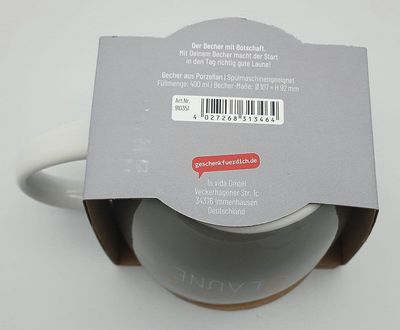 Der Becher mit Botschaft.
Mit Deinem Becher macht der Start
in den Tag richtig gute Laune!
Becher aus Porzellan | Spülmaschinengeeignet
Füllmenge: 400 ml | Becher-Maße: Ø 107 × H 92 mm
Art.Nr.
910351
4 027268 313464
geschenkfuerdich.de
la vida GmbH
Veckerhagener Str. 1c
34376 Immenhausen
Deutschland
LAUNE